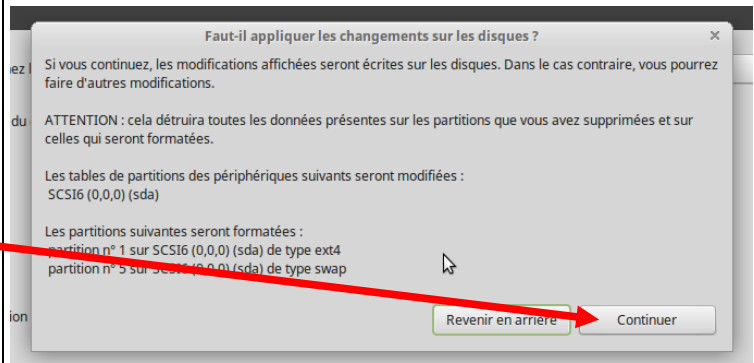 Faut-il appliquer les changements sur les disques ?
Si vous continuez, les modifications affichées seront écrites sur les disques. Dans le cas contraire, vous pourrez
faire d'autres modifications.
ATTENTION : cela détruira toutes les données présentes sur les partitions que vous avez supprimées et sur
celles qui seront formatées.
Les tables de partitions des périphériques suivants seront modifiées :
SCSI6 (0,0,0) (sda)
Les partitions suivantes seront formatées :
partition n° 1 sur SCSI6 (0,0,0) (sda) de type ext4
partition n° 5 sur SCSI6 (0,0,0) (sda) de type swap
Revenir en arrière
Continuer